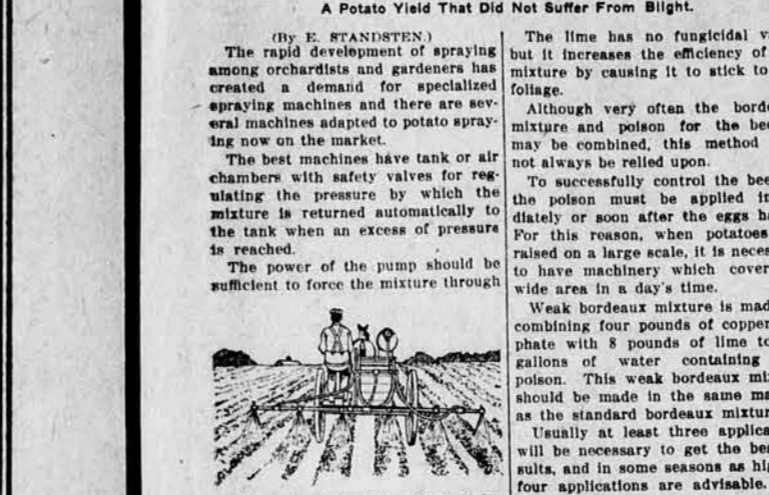 A Potato Yield That Did Not Suffer From Blight.
(By E. STANDSTEN.)
The rapid development of spraying
among orchardists and gardeners has
created a demand for specialized
spraying machines and there are sev-
eral machines adapted to potato spray-
ing now on the market.
The best machines have tank or air
chambers with safety valves for reg-
ulating the pressure by which the
mixture is returned automatically to
the tank when an excess of pressure
is reached.
The power of the pump should be
sufficient to force the mixture through
The lime has no fungicidal
but it increases the efficiency of
mixture by causing it to stick to
foliage.
Although very often the
mixture and poison for the
may be combined, this method
not always be relied upon.
To successfully control the
the poison must be applied
diately or soon after the eggs
For this reason, when potatoes
raised on a large scale, it is
to have machinery which
wide area in a day's time.
Weak bordeaux mixture is
combining four pounds of copper
phate with 8 pounds of lime
gallons of water containing
poison. This weak bordeaux
should be made in the same
as the standard bordeaux
Usually at least three
will be necessary to get the
sults, and in some seasons as
four applications are advisable.